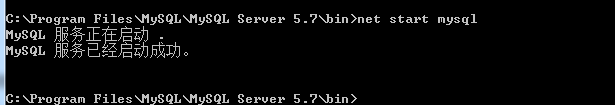 C:\Program Files\MySQL\MySQL Server 5.7\bin>net start mysql
MySQL 服务正在启动 .
MySQL 服务已经启动成功。
C:\Program Files\MySQL\MySQL Server 5.7\bin>